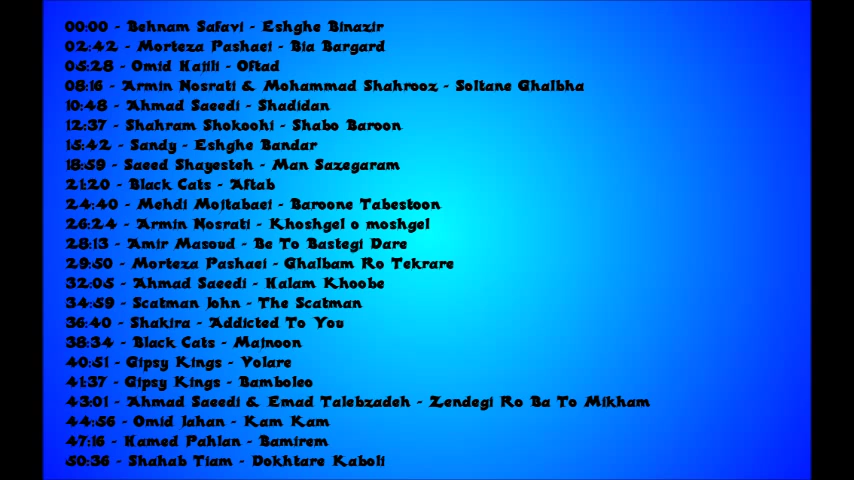 00:00 - Behnam Safavi - Eshghe Binazir
02:42 - Morteza Pashaei - Bia Bargard
05:28 - Omid Hajili - Oftad
08:16 - Armin Nosrati & Mohammad Shahrooz - Soltane Ghalbha
10:48 - Ahmad Saeedi - Shadidan
12:37 - Shahram Shokoohi - Shabo Baroon
15:42 - Sandy - Eshghe Bandar
18:59 - Saeed Shayesteh - Man Sazegaram
21:20 - Black Cats - Aftab
24:40 - Mehdi Mojtabaei - Baroone Tabestoon
26:24 - Armin Nosrati - Khoshgel o moshgel
28:13 - Amir Masoud - Be To Bastegi Dare
29:50 - Morteza Pashaei - Ghalbam Ro Tekrare
32:05 - Ahmad Saeedi - Halam Khoobe
34:59 - Scatman John - The Scatman
36:40 - Shakira - Addicted To You
38:34 - Black Cats - Majnoon
40:51 - Gipsy Kings - Volare
41:37 - Gipsy Kings - Bamboleo
43:01 - Ahmad Saeedi & Emad Talebzadeh - Zendegi Ro Ba To Mikham
44:56 - Omid Jahan - Kam Kam
47:16 - Hamed Pahlan - Bamirem
50:36 - Shahab Tiam - Dokhtare Kaboli